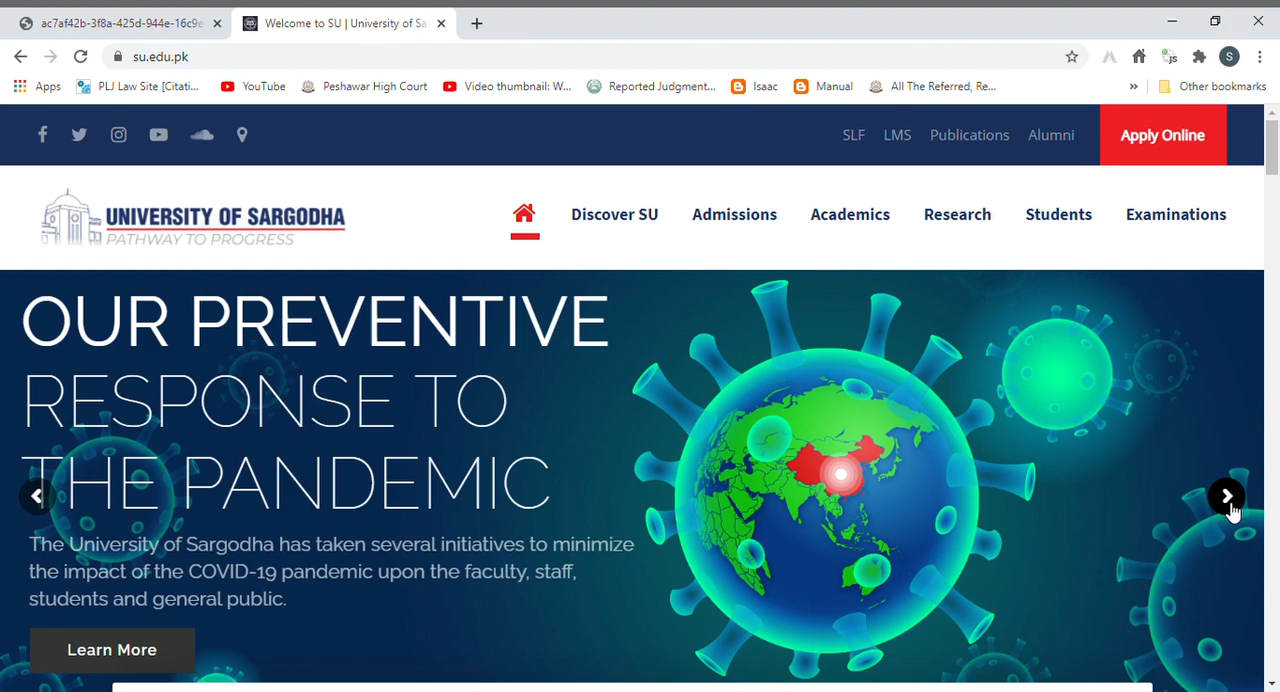 ac7af42b-3f8a-425d-944e-16c9e
Welcome to SU | University of Sa
su.edu.pk
S
Apps
PLJ Law Site [Citati...
YouTube
Peshawar High Court
Video thumbnail: W...
Reported Judgment...
Isaac
Manual
All The Referred, Re...
Other bookmarks
SLF
LMS
Publications
Alumni
Apply Online
UNIVERSITY OF SARGODHA
PATHWAY TO PROGRESS
Discover SU
Admissions
Academics
Research
Students
Examinations
OUR PREVENTIVE
RESPONSE TO
THE PANDEMIC
The University of Sargodha has taken several initiatives to minimize
the impact of the COVID-19 pandemic upon the faculty, staff,
students and general public.
Learn More